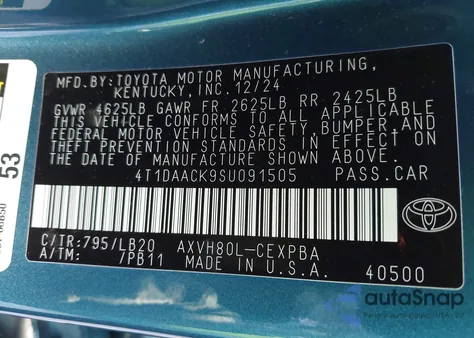 MFD.BY:TOYOTA MOTOR MANUFACTURING,
KENTUCKY, INC. 12/24
GVWR 4625LB GAWR FR 2625LB RR 2425LB
THIS VEHICLE CONFORMS TO ALL APPLICABLE
FEDERAL MOTOR VEHICLE SAFETY,BUMPER,AND
THEFT PREVENTION STANDARDS IN EFFECT ON
THE DATE OF MANUFACTURE SHOWN ABOVE.
4T1DAACK9SU091505 PASS.CAR
C/TR:795/LB20 AXVH80L-CEXPBA
A/TM: /PB11 MADE IN U.S.A. 40500
TOYOTA
53
autoSnap